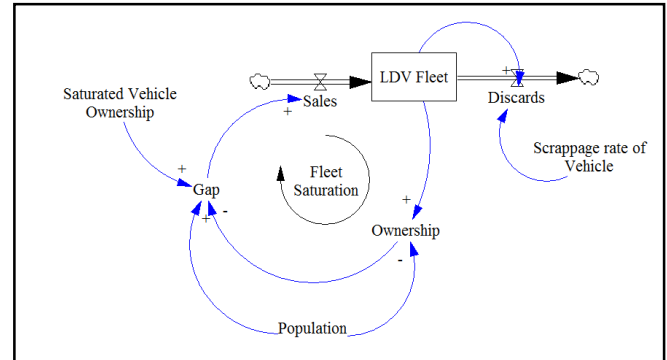 LDV Fleet
+
Saturated Vehicle
Ownership
Sales
+
Discards
Scrappage rate of
Vehicle
Fleet
Saturation
+
Gap
+
-
+
Ownership
-
Population